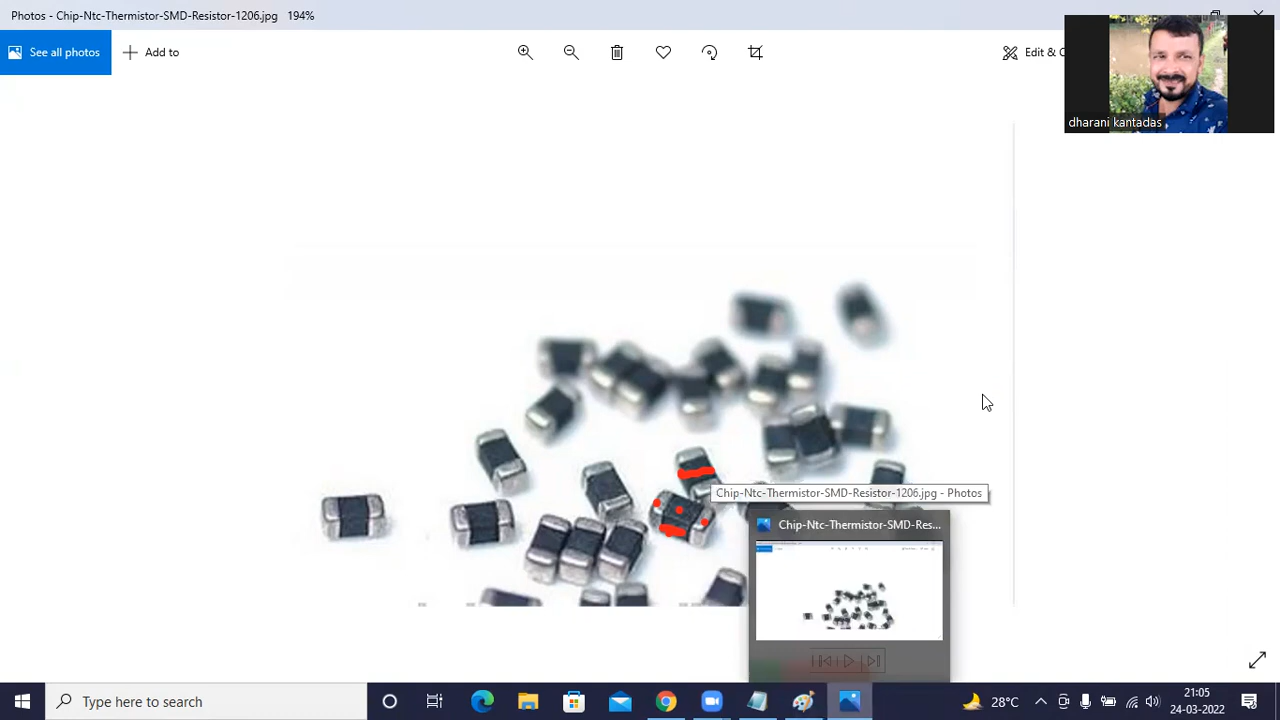 Photos - Chip-Ntc-Thermistor-SMD-Resistor-1206.jpg 194%
See all photos
Add to
Edit & C
dharani kantadas
Chip-Ntc-Thermistor-SMD-Resistor-1206.jpg - Photos
Chip-Ntc-Thermistor-SMD-Res...
Type here to search
28°C
21:05
24-03-2022